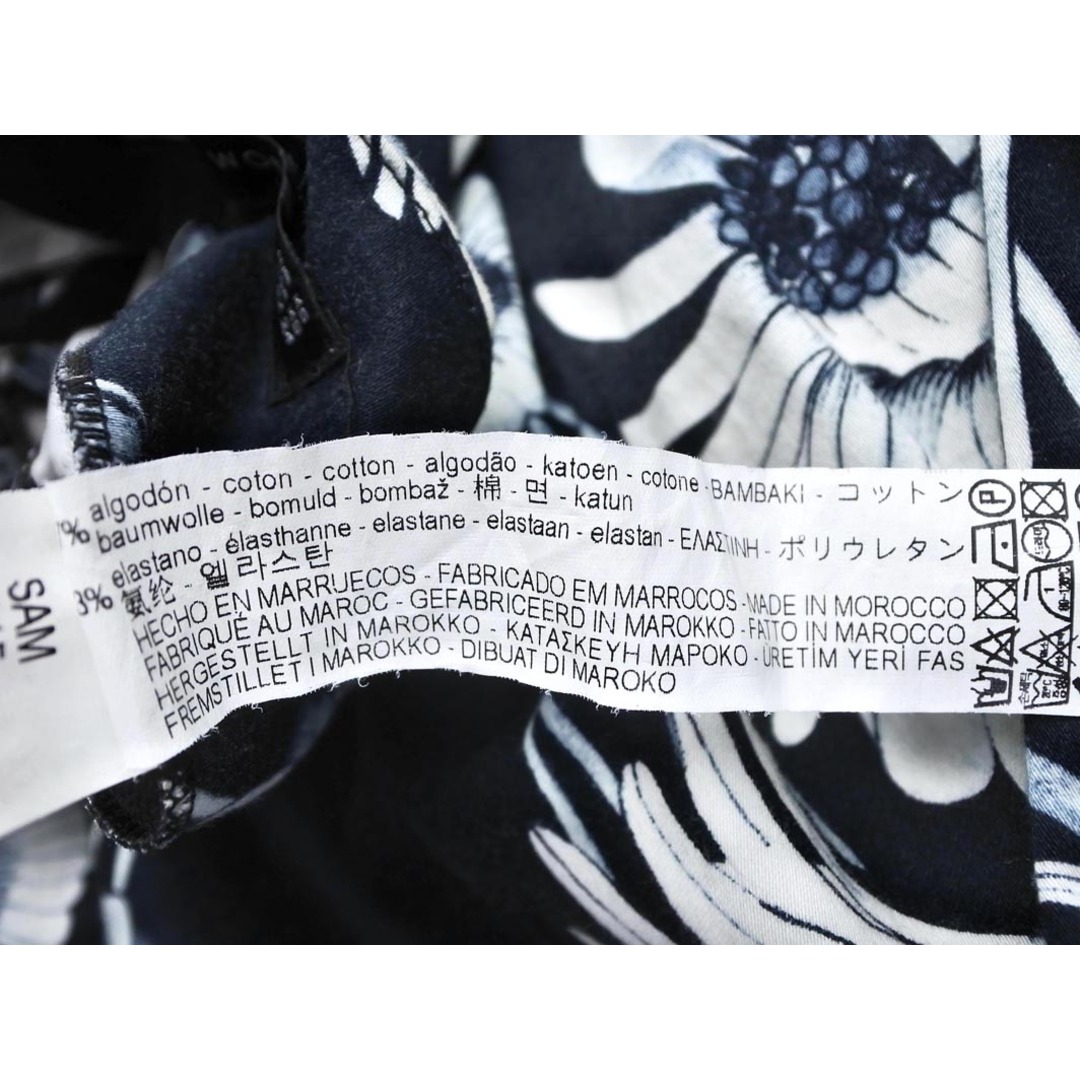 % algodón - coton - cotton - algodão - katoen - cotone - BAMBAKI - コットン
baumwolle - bomuld - bombaž - 棉 - 면 - katun
3% elastano - élasthanne - elastane - elastaan - elastan - ΕΛΑΣΤΙΝΗ - ポリウレタン
氨纶 - 엘라스탄
HECHO EN MARRUECOS - FABRICADO EM MARROCOS - MADE IN MOROCCO
FABRIQUÉ AU MAROC - GEFABRICEERD IN MAROKKO - FATTO IN MAROCCO
HERGESTELLT IN MAROKKO - ΚΑΤΑΣΚΕΥΗ ΜΑΡΟΚΟ - ÜRETİM YERİ FAS
FREMSTILLET I MAROKKO - DIBUAT DI MAROKO
SAM